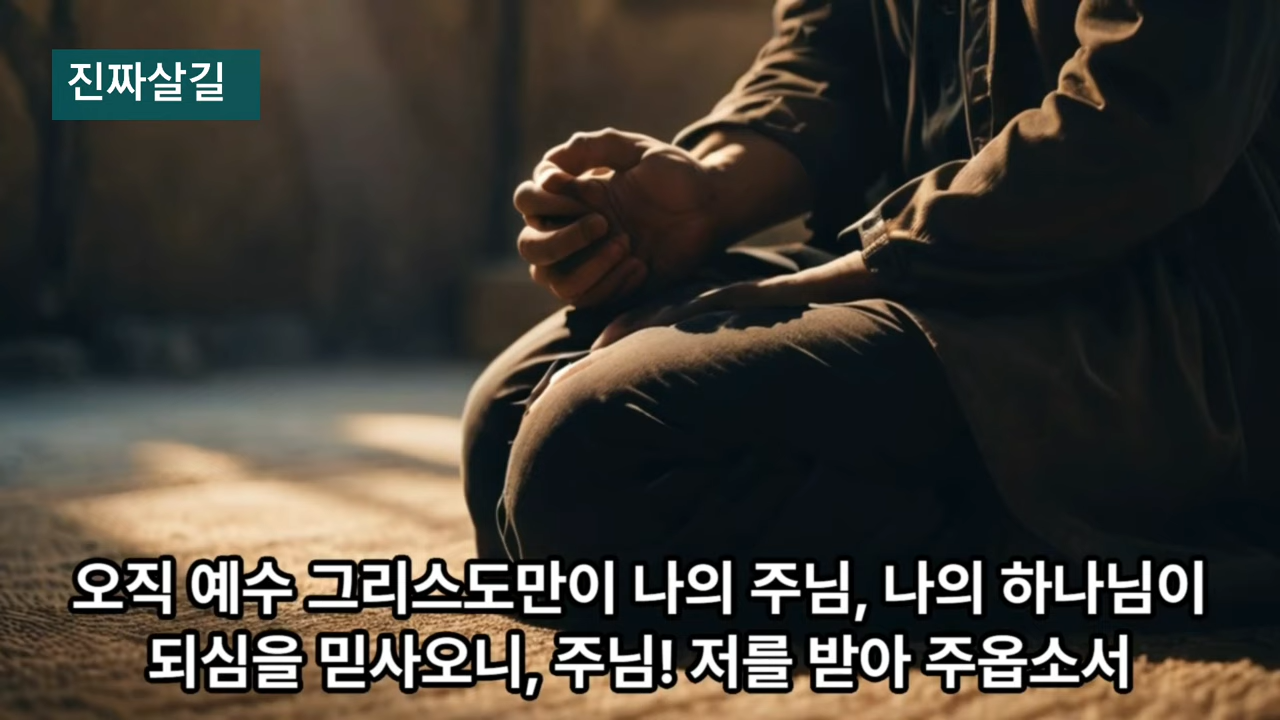 진짜살길
오직 예수 그리스도만이 나의 주님, 나의 하나님이
되심을 믿사오니, 주님! 저를 받아 주옵소서